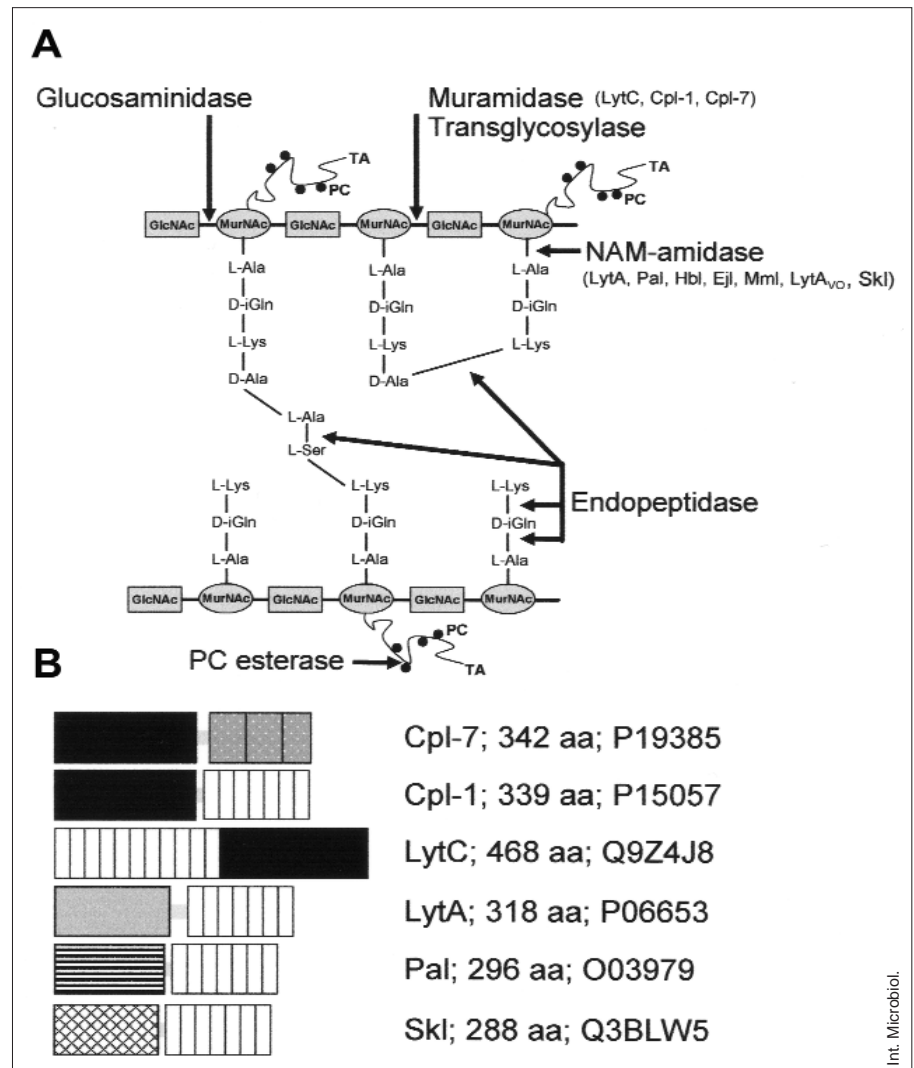 A
Glucosaminidase
Muramidase (LytC, Cpl-1, Cpl-7)
Transglycosylase
TA
PC
TA
PC
GlcNAc MurNAc GlcNAc MurNAc GlcNAc MurNAc
NAM-amidase
(LytA, Pal, Hbl, Ejl, Mml, LytA_VO, Skl)
L-Ala L-Ala L-Ala
D-iGln D-iGln D-iGln
L-Lys L-Lys L-Lys
D-Ala D-Ala
L-Ala
L-Ser
L-Lys L-Lys L-Lys
Endopeptidase
D-iGln D-iGln D-iGln
L-Ala L-Ala L-Ala
GlcNAc MurNAc GlcNAc MurNAc GlcNAc MurNAc
PC
PC esterase
TA
B
Cpl-7; 342 aa; P19385
Cpl-1; 339 aa; P15057
LytC; 468 aa; Q9Z4J8
LytA; 318 aa; P06653
Pal; 296 aa; O03979
Skl; 288 aa; Q3BLW5
Int. Microbiol.